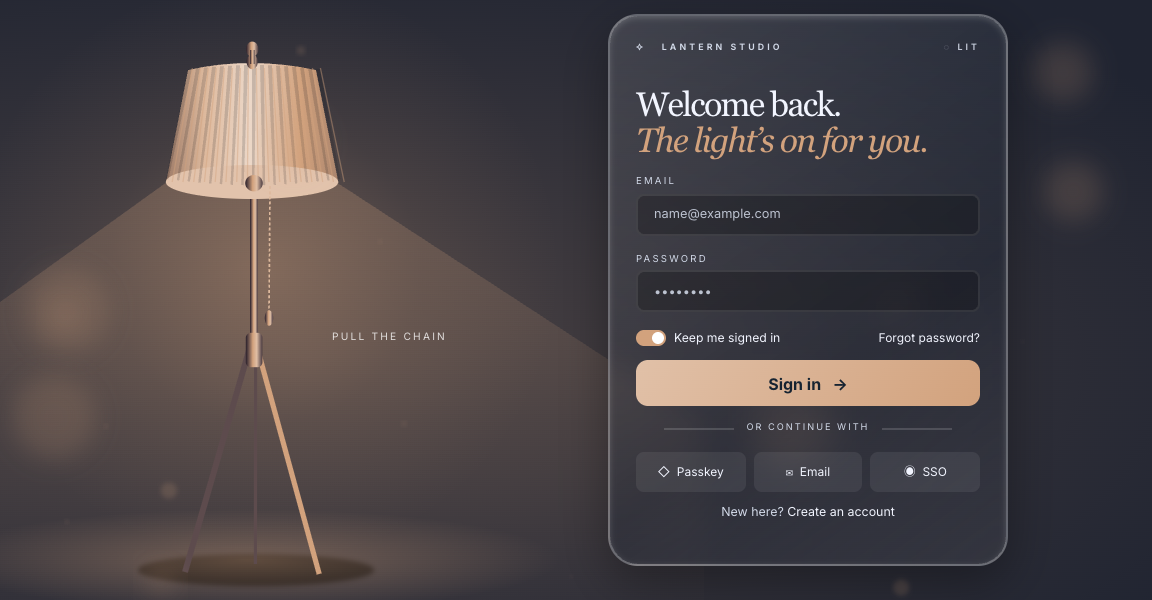 LANTERN STUDIO
LIT
Welcome back.
The light’s on for you.
EMAIL
name@example.com
PASSWORD
••••••••
Keep me signed in
Forgot password?
Sign in →
OR CONTINUE WITH
Passkey
Email
SSO
New here? Create an account
PULL THE CHAIN